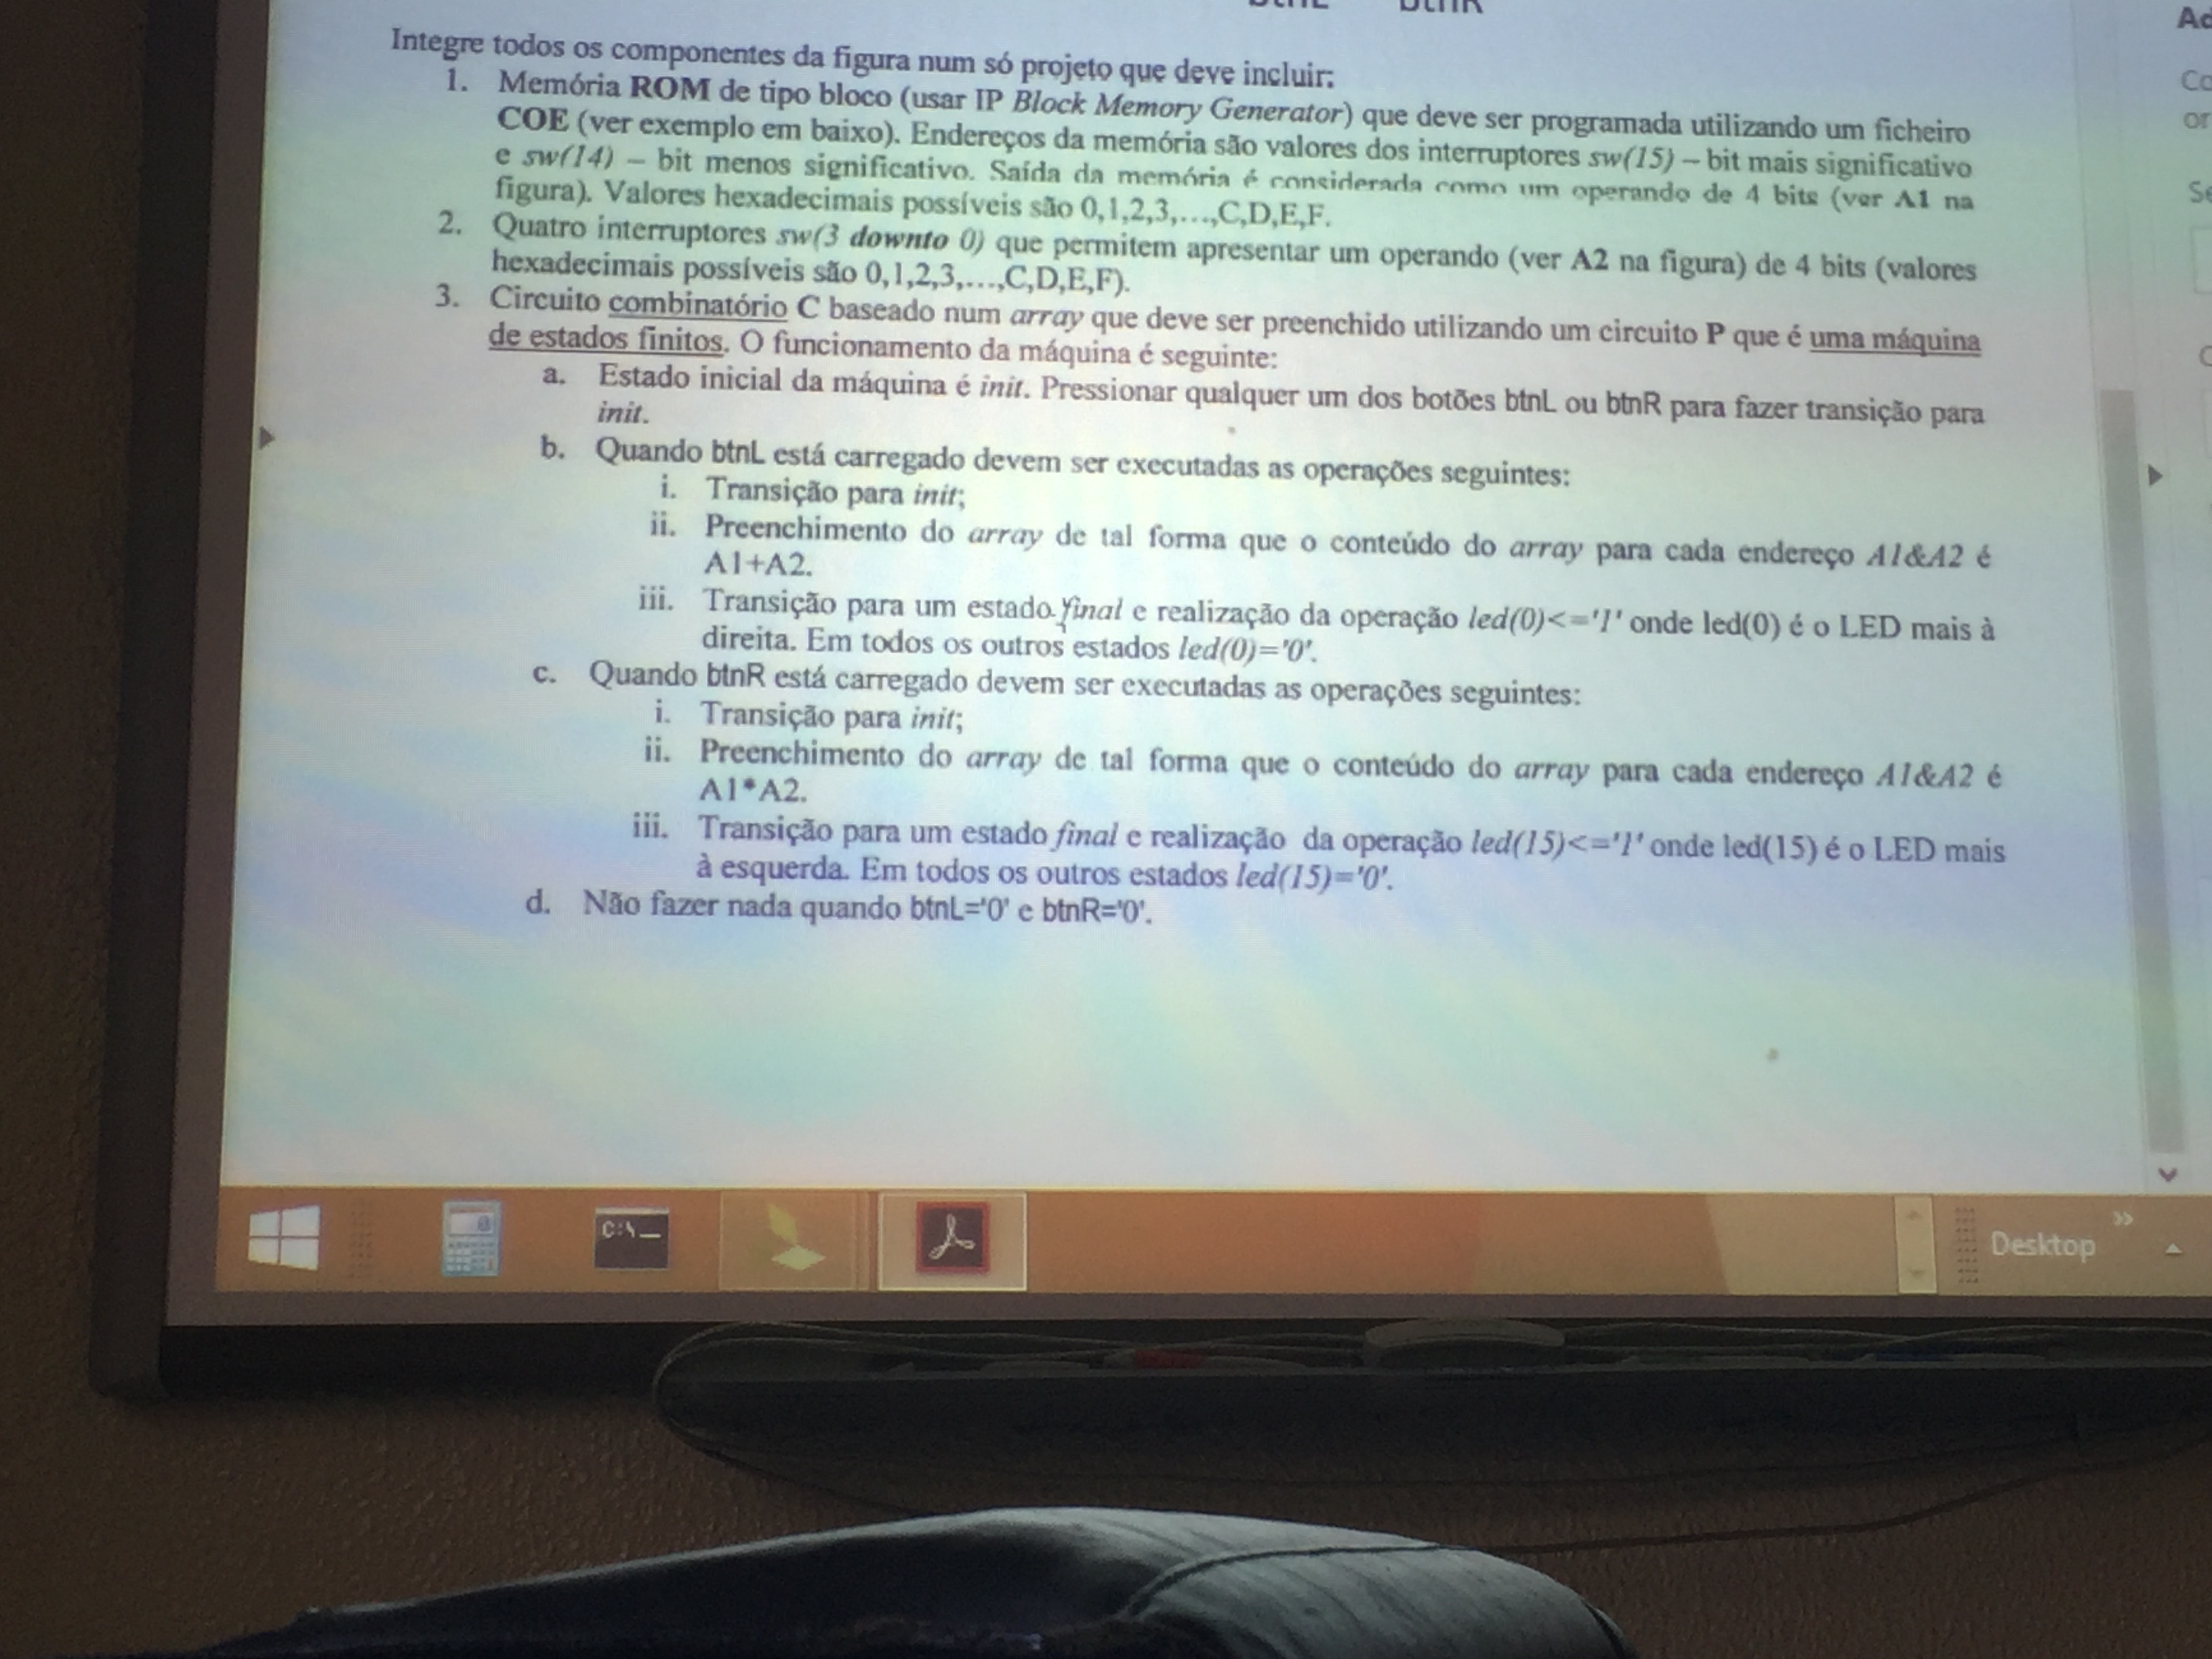 btnR
Integre todos os componentes da figura num só projeto que deve incluir:
1. Memória ROM de tipo bloco (usar IP Block Memory Generator) que deve ser programada utilizando um ficheiro
COE (ver exemplo em baixo). Endereços da memória são valores dos interruptores sw(15) – bit mais significativo
e sw(14) – bit menos significativo. Saída da memória é considerada como um operando de 4 bits (ver A1 na
figura). Valores hexadecimais possíveis são 0,1,2,3,…,C,D,E,F.
2. Quatro interruptores sw(3 downto 0) que permitem apresentar um operando (ver A2 na figura) de 4 bits (valores
hexadecimais possíveis são 0,1,2,3,…,C,D,E,F).
3. Circuito combinatório C baseado num array que deve ser preenchido utilizando um circuito P que é uma máquina
de estados finitos. O funcionamento da máquina é seguinte:
a. Estado inicial da máquina é init. Pressionar qualquer um dos botões btnL ou btnR para fazer transição para
init.
b. Quando btnL está carregado devem ser executadas as operações seguintes:
i. Transição para init;
ii. Preenchimento do array de tal forma que o conteúdo do array para cada endereço A1&A2 é
A1+A2.
iii. Transição para um estado final e realização da operação led(0)<='1' onde led(0) é o LED mais à
direita. Em todos os outros estados led(0)='0'.
c. Quando btnR está carregado devem ser executadas as operações seguintes:
i. Transição para init;
ii. Preenchimento do array de tal forma que o conteúdo do array para cada endereço A1&A2 é
A1*A2.
iii. Transição para um estado final e realização da operação led(15)<='1' onde led(15) é o LED mais
à esquerda. Em todos os outros estados led(15)='0'.
d. Não fazer nada quando btnL='0' e btnR='0'.
C:\_
Desktop